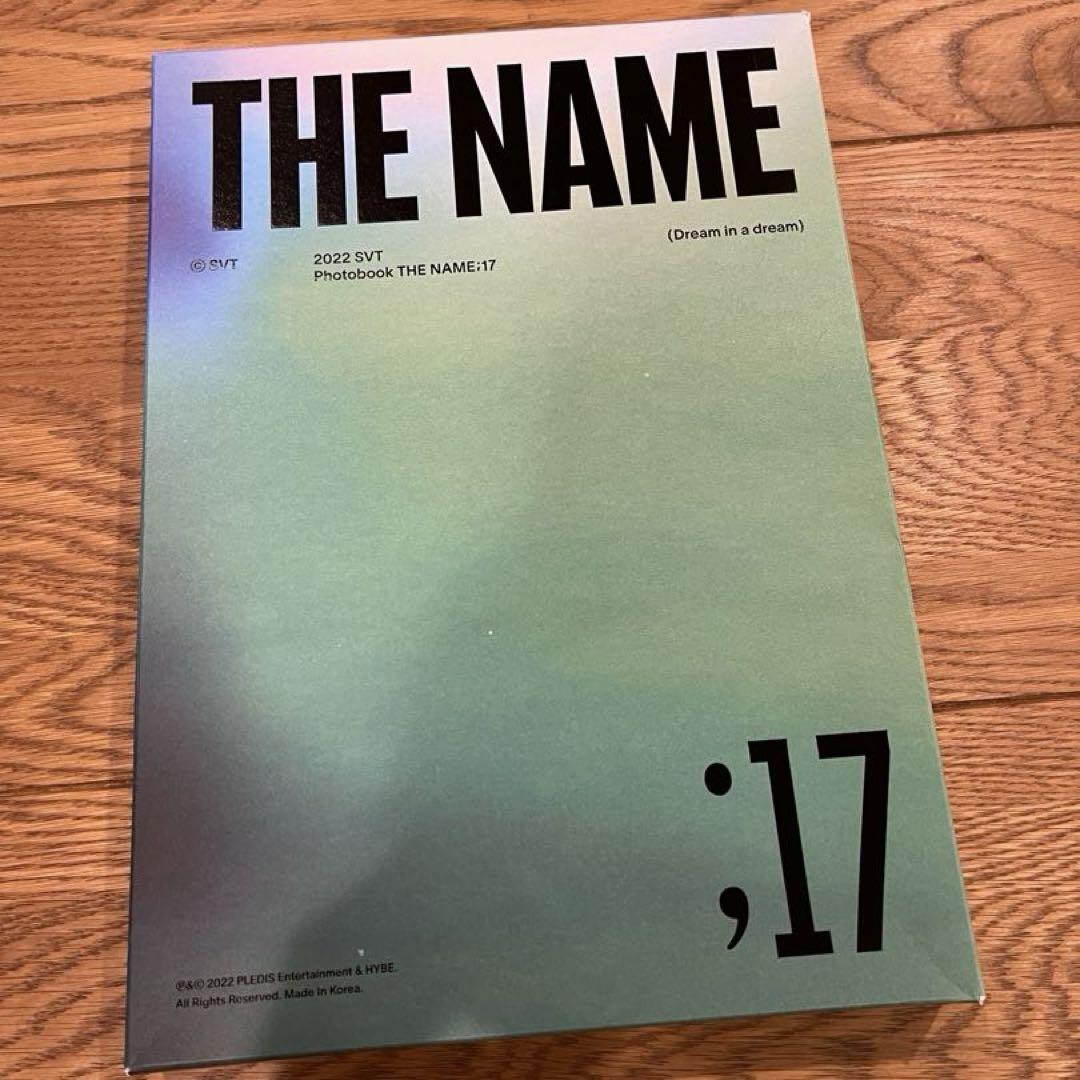 THE NAME
(Dream in a dream)
© SVT
2022 SVT
Photobook THE NAME;17
;17
℗&© 2022 PLEDIS Entertainment & HYBE.
All Rights Reserved. Made In Korea.